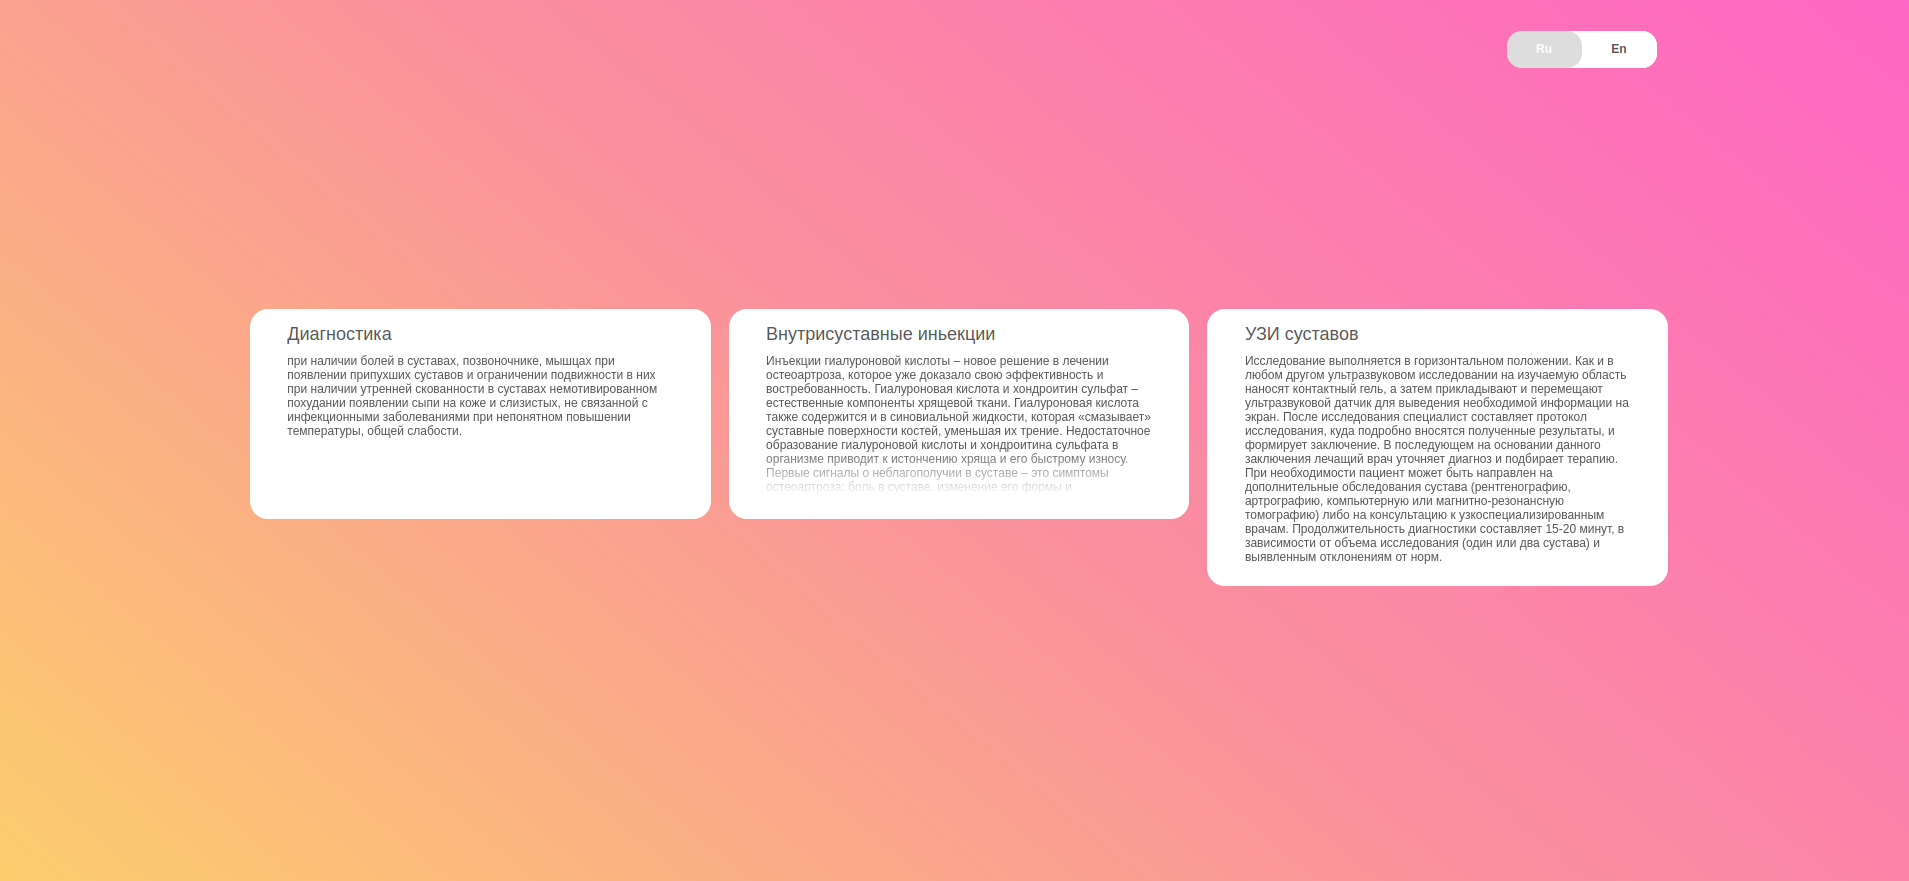 Ru
En
Диагностика
при наличии болей в суставах, позвоночнике, мышцах при
появлении припухших суставов и ограничении подвижности в них
при наличии утренней скованности в суставах немотивированном
похудании появлении сыпи на коже и слизистых, не связанной с
инфекционными заболеваниями при непонятном повышении
температуры, общей слабости.
Внутрисуставные иньекции
Инъекции гиалуроновой кислоты – новое решение в лечении
остеоартроза, которое уже доказало свою эффективность и
востребованность. Гиалуроновая кислота и хондроитин сульфат –
естественные компоненты хрящевой ткани. Гиалуроновая кислота
также содержится и в синовиальной жидкости, которая «смазывает»
суставные поверхности костей, уменьшая их трение. Недостаточное
образование гиалуроновой кислоты и хондроитина сульфата в
организме приводит к истончению хряща и его быстрому износу.
Первые сигналы о неблагополучии в суставе – это симптомы
остеоартроза: боль в суставе, изменение его формы и
УЗИ суставов
Исследование выполняется в горизонтальном положении. Как и в
любом другом ультразвуковом исследовании на изучаемую область
наносят контактный гель, а затем прикладывают и перемещают
ультразвуковой датчик для выведения необходимой информации на
экран. После исследования специалист составляет протокол
исследования, куда подробно вносятся полученные результаты, и
формирует заключение. В последующем на основании данного
заключения лечащий врач уточняет диагноз и подбирает терапию.
При необходимости пациент может быть направлен на
дополнительные обследования сустава (рентгенографию,
артрографию, компьютерную или магнитно-резонансную
томографию) либо на консультацию к узкоспециализированным
врачам. Продолжительность диагностики составляет 15-20 минут, в
зависимости от объема исследования (один или два сустава) и
выявленным отклонениям от норм.